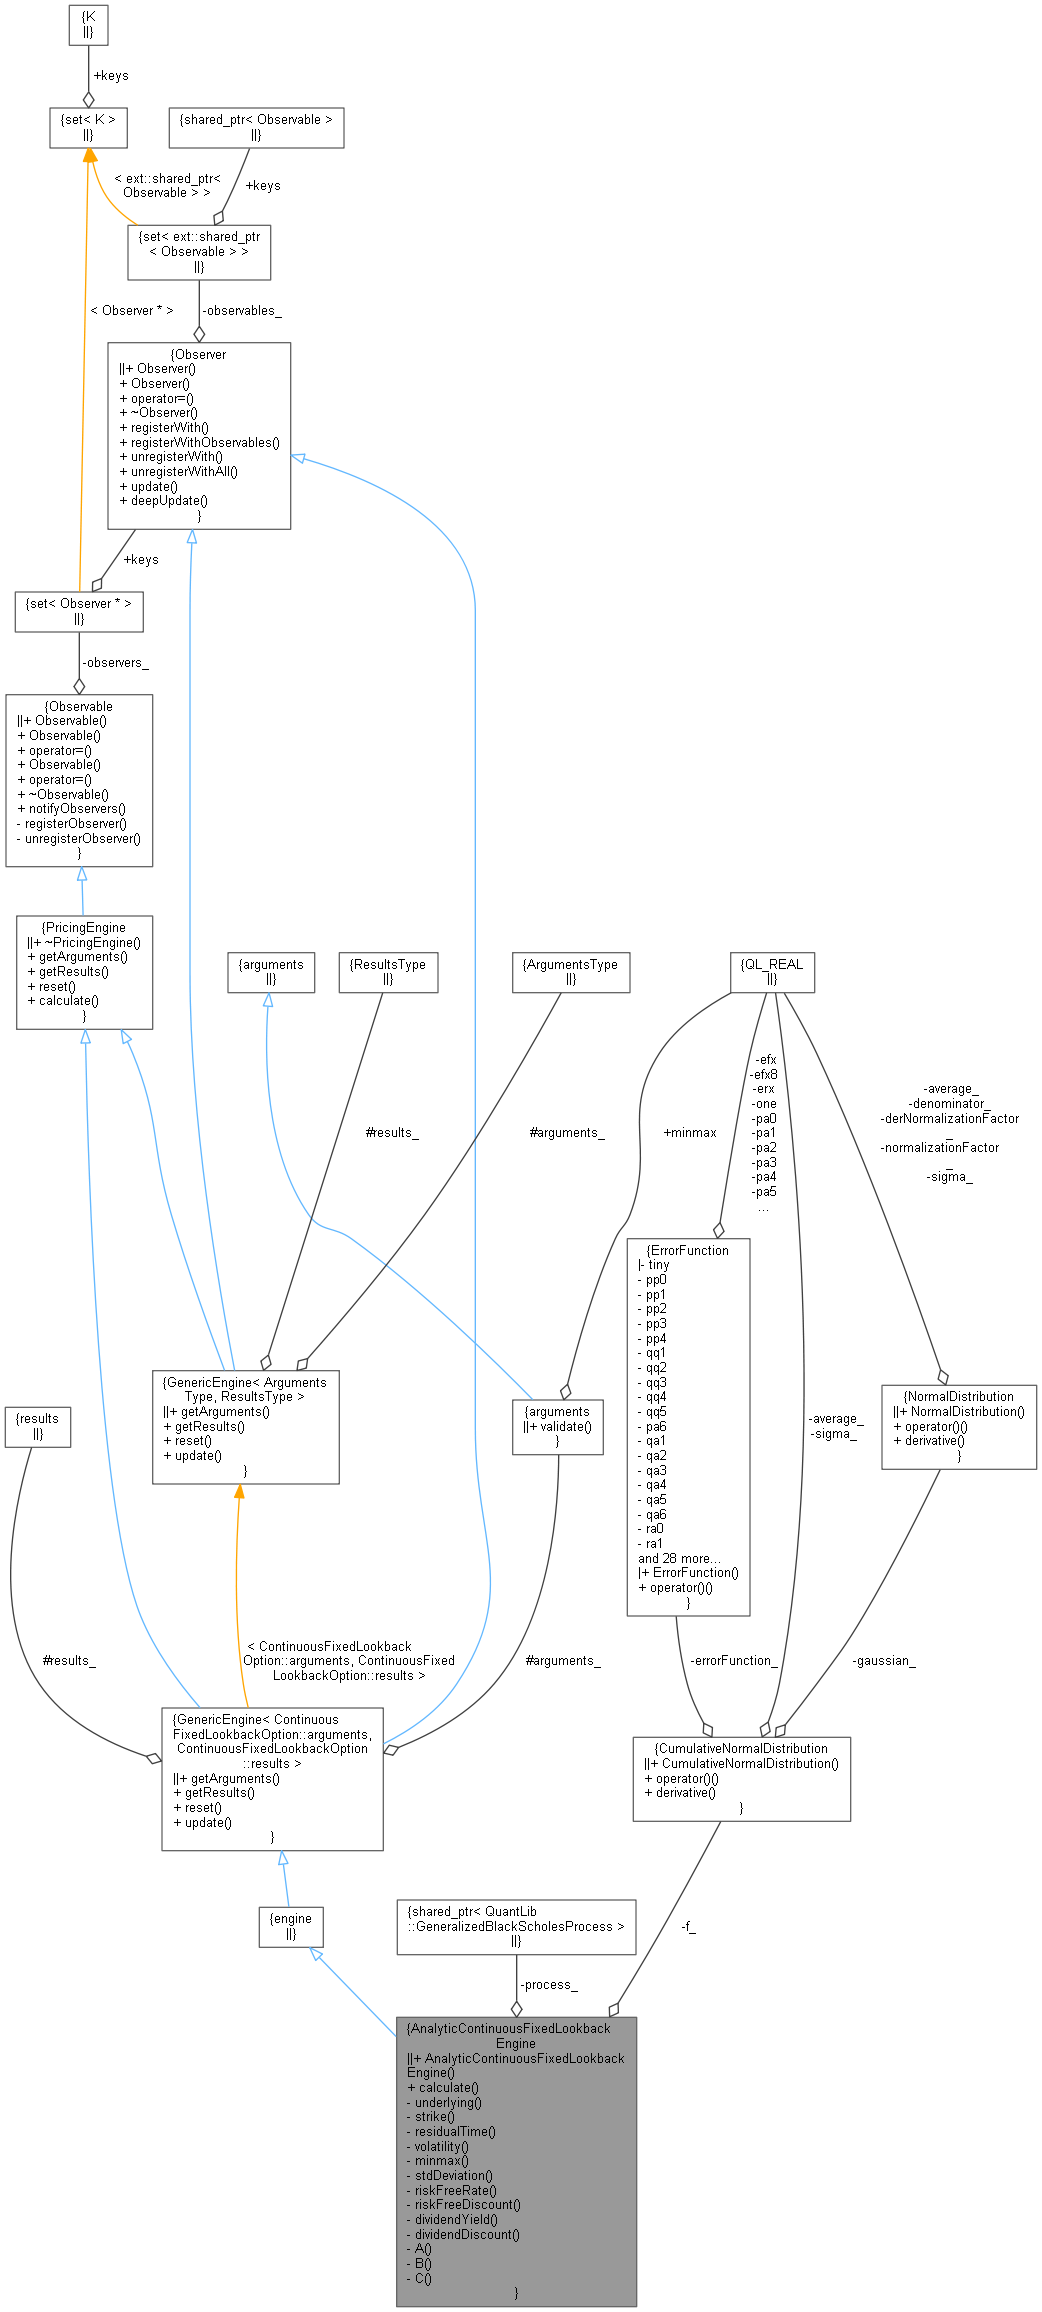 {K
||}
+keys
{set< K >
||}
{shared_ptr< Observable >
||}
< ext::shared_ptr<
Observable > >
+keys
{set< ext::shared_ptr
< Observable > >
||}
< Observer * >
-observables_
{Observer
||+ Observer()
+ Observer()
+ operator=()
+ ~Observer()
+ registerWith()
+ registerWithObservables()
+ unregisterWith()
+ unregisterWithAll()
+ update()
+ deepUpdate()
}
+keys
{set< Observer * >
||}
-observers_
{Observable
||+ Observable()
+ Observable()
+ operator=()
+ Observable()
+ operator=()
+ ~Observable()
+ notifyObservers()
- registerObserver()
- unregisterObserver()
}
{PricingEngine
||+ ~PricingEngine()
+ getArguments()
+ getResults()
+ reset()
+ calculate()
}
{arguments
||}
{ResultsType
||}
{ArgumentsType
||}
{QL_REAL
||}
#results_
#arguments_
+minmax
-efx
-efx8
-erx
-one
-pa0
-pa1
-pa2
-pa3
-pa4
-pa5
...
-average_
-denominator_
-derNormalizationFactor
_
-normalizationFactor
_
-sigma_
{ErrorFunction
|- tiny
- pp0
- pp1
- pp2
- pp3
- pp4
- qq1
- qq2
- qq3
- qq4
- qq5
- pa6
- qa1
- qa2
- qa3
- qa4
- qa5
- qa6
- ra0
- ra1
and 28 more...
|+ ErrorFunction()
+ operator()()
}
{GenericEngine< Arguments
Type, ResultsType >
||+ getArguments()
+ getResults()
+ reset()
+ update()
}
{results
||}
{arguments
||+ validate()
}
-average_
-sigma_
{NormalDistribution
||+ NormalDistribution()
+ operator()()
+ derivative()
}
#results_
< ContinuousFixedLookback
Option::arguments, ContinuousFixed
LookbackOption::results >
#arguments_
-errorFunction_
-gaussian_
{GenericEngine< Continuous
FixedLookbackOption::arguments,
ContinuousFixedLookbackOption
::results >
||+ getArguments()
+ getResults()
+ reset()
+ update()
}
{CumulativeNormalDistribution
||+ CumulativeNormalDistribution()
+ operator()()
+ derivative()
}
{engine
||}
{shared_ptr< QuantLib
::GeneralizedBlackScholesProcess >
||}
-f_
-process_
{AnalyticContinuousFixedLookback
Engine
||+ AnalyticContinuousFixedLookback
Engine()
+ calculate()
- underlying()
- strike()
- residualTime()
- volatility()
- minmax()
- stdDeviation()
- riskFreeRate()
- riskFreeDiscount()
- dividendYield()
- dividendDiscount()
- A()
- B()
- C()
}